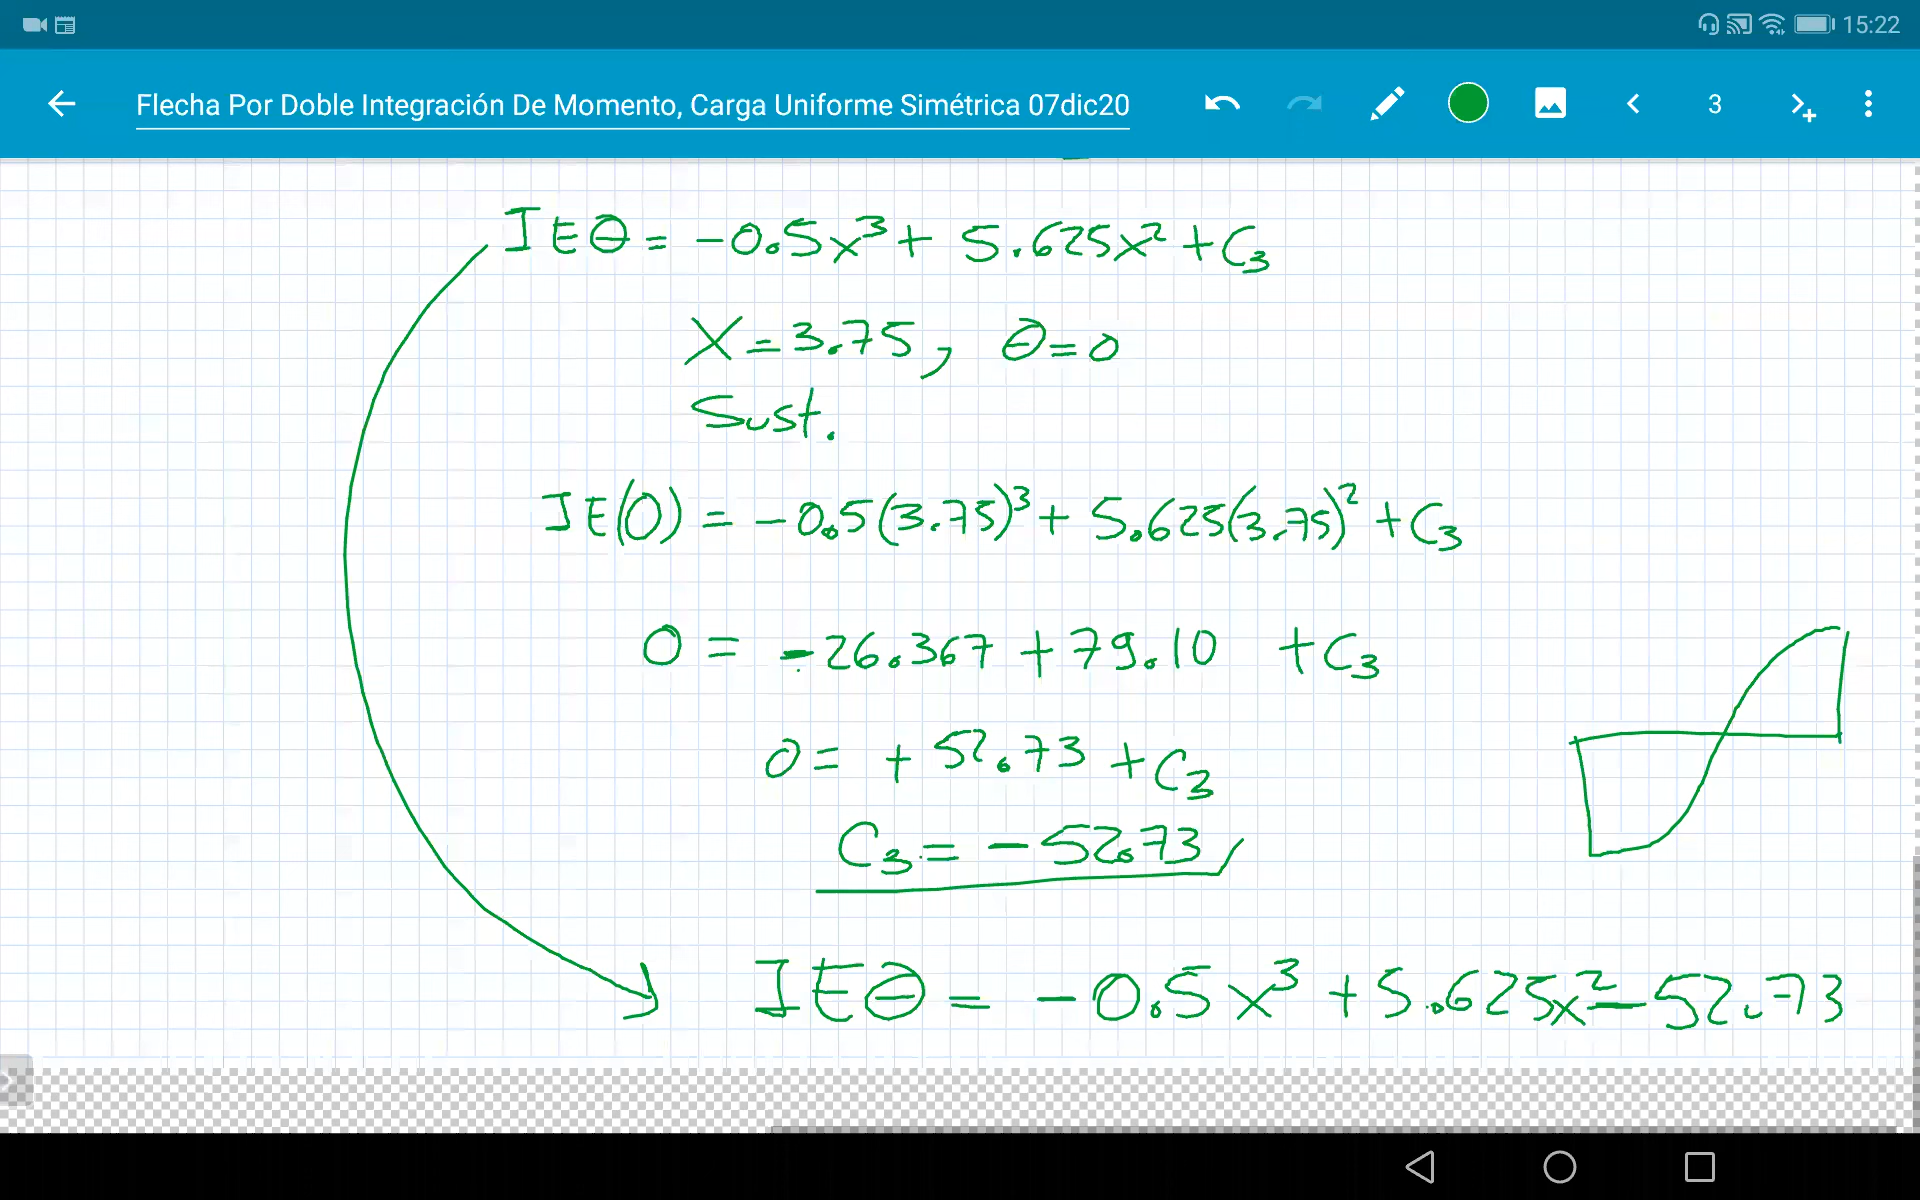 15:22
Flecha Por Doble Integración De Momento, Carga Uniforme Simétrica 07dic20
3
IEθ = -0.5x³ + 5.625x² + C₃
X = 3.75, θ = 0
Sust.
IE(0) = -0.5(3.75)³ + 5.625(3.75)² + C₃
0 = -26.367 + 79.10 + C₃
0 = + 52.73 + C₃
C₃ = -52.73
IEθ = -0.5x³ + 5.625x² - 52.73